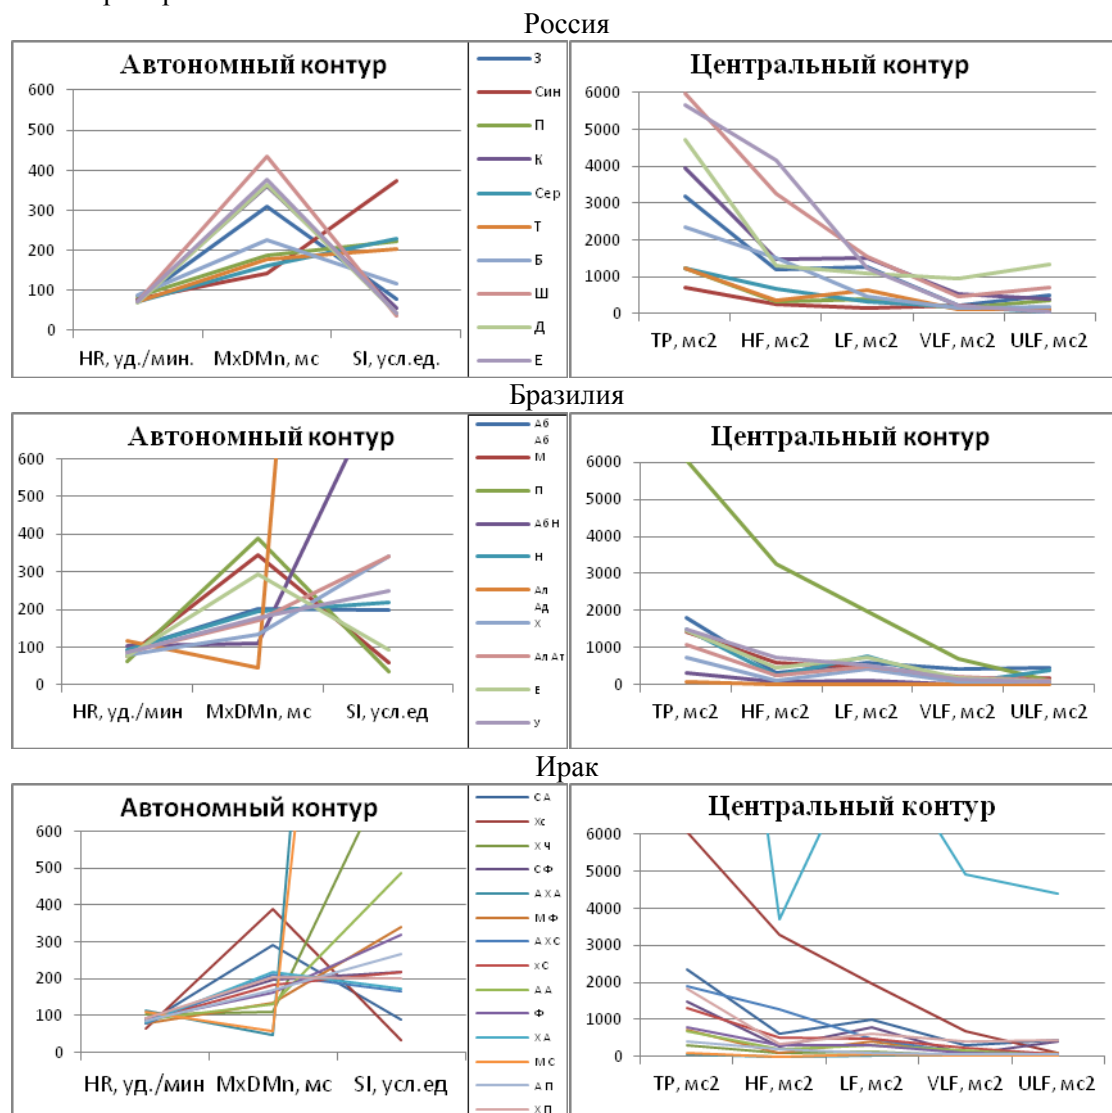 Россия
Автономный контур
600
500
400
300
200
100
0
HR, уд./мин. MxDMn, мс SI, усл.ед.
З
Син
П
К
Сер
Т
Б
Ш
Д
Е
Центральный контур
6000
5000
4000
3000
2000
1000
0
TP, мс2 HF, мс2 LF, мс2 VLF, мс2 ULF, мс2
Бразилия
Автономный контур
600
500
400
300
200
100
0
HR, уд./мин MxDMn, мс SI, усл.ед
Аб
Аб
М
П
Аб Н
Н
Ал
Ад
Х
Ал Ат
Е
У
Центральный контур
6000
5000
4000
3000
2000
1000
0
TP, мс2 HF, мс2 LF, мс2 VLF, мс2 ULF, мс2
Ирак
Автономный контур
600
500
400
300
200
100
0
HR, уд./мин MxDMn, мс SI, усл.ед
С А
Хс
Х Ч
С Ф
А Х А
М Ф
А Х С
х С
А А
Ф
Х А
М С
А П
Х П
Центральный контур
6000
5000
4000
3000
2000
1000
0
TP, мс2 HF, мс2 LF, мс2 VLF, мс2 ULF, мс2